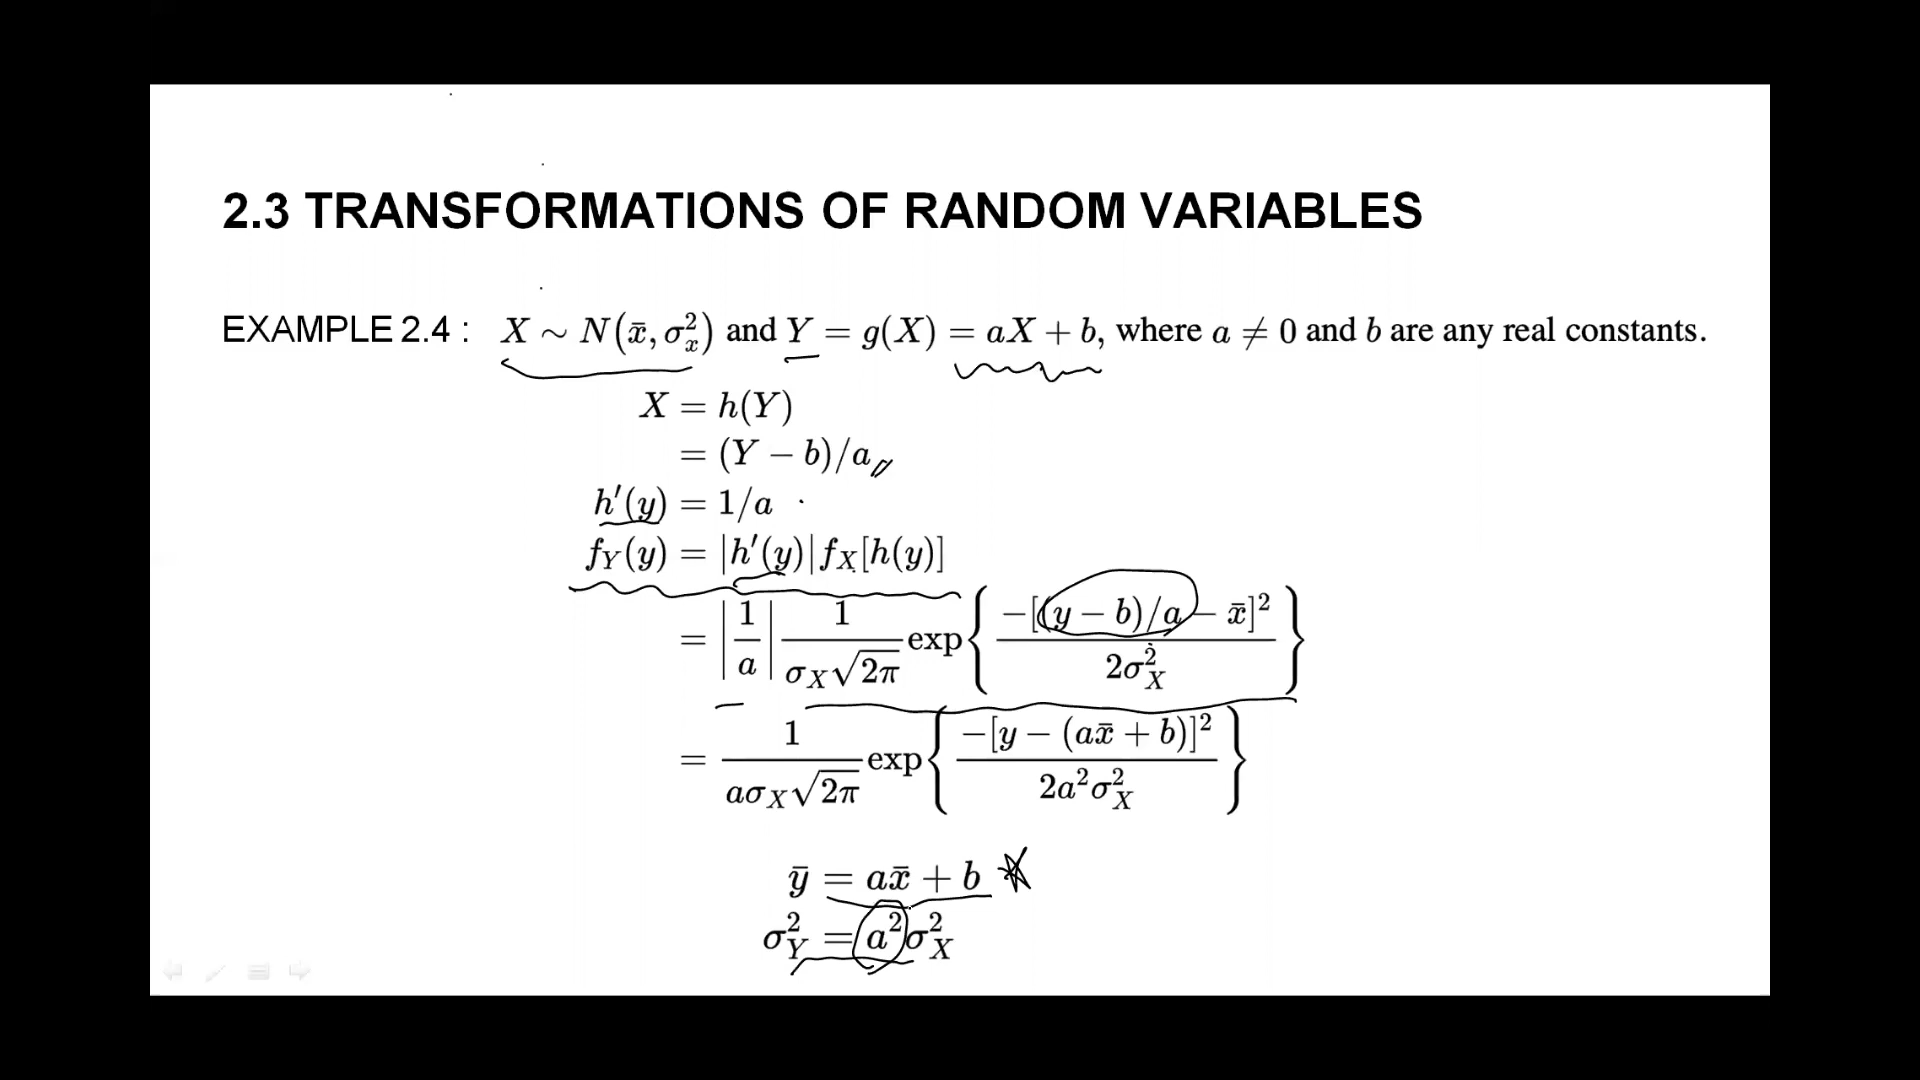 2.3 TRANSFORMATIONS OF RANDOM VARIABLES
EXAMPLE 2.4 : X ∼ N(x̄, σ_x^2) and Y = g(X) = aX + b, where a ≠ 0 and b are any real constants.
X = h(Y)
= (Y − b)/a
h′(y) = 1/a
f_Y(y) = |h′(y)| f_X[h(y)]
= |1/a| 1/(σ_X√2π) exp{ −[(y − b)/a − x̄]^2 / 2σ_X^2 }
= 1/(aσ_X√2π) exp{ −[y − (ax̄ + b)]^2 / 2a^2σ_X^2 }
ȳ = ax̄ + b
σ_Y^2 = a^2σ_X^2